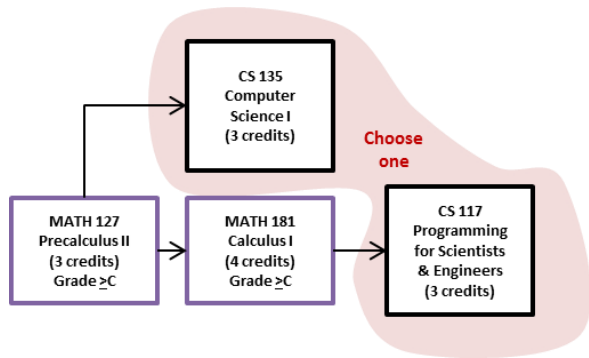 CS 135
Computer
Science I
(3 credits)
Choose
one
MATH 127
Precalculus II
(3 credits)
Grade ≥C
MATH 181
Calculus I
(4 credits)
Grade ≥C
CS 117
Programming
for Scientists
& Engineers
(3 credits)